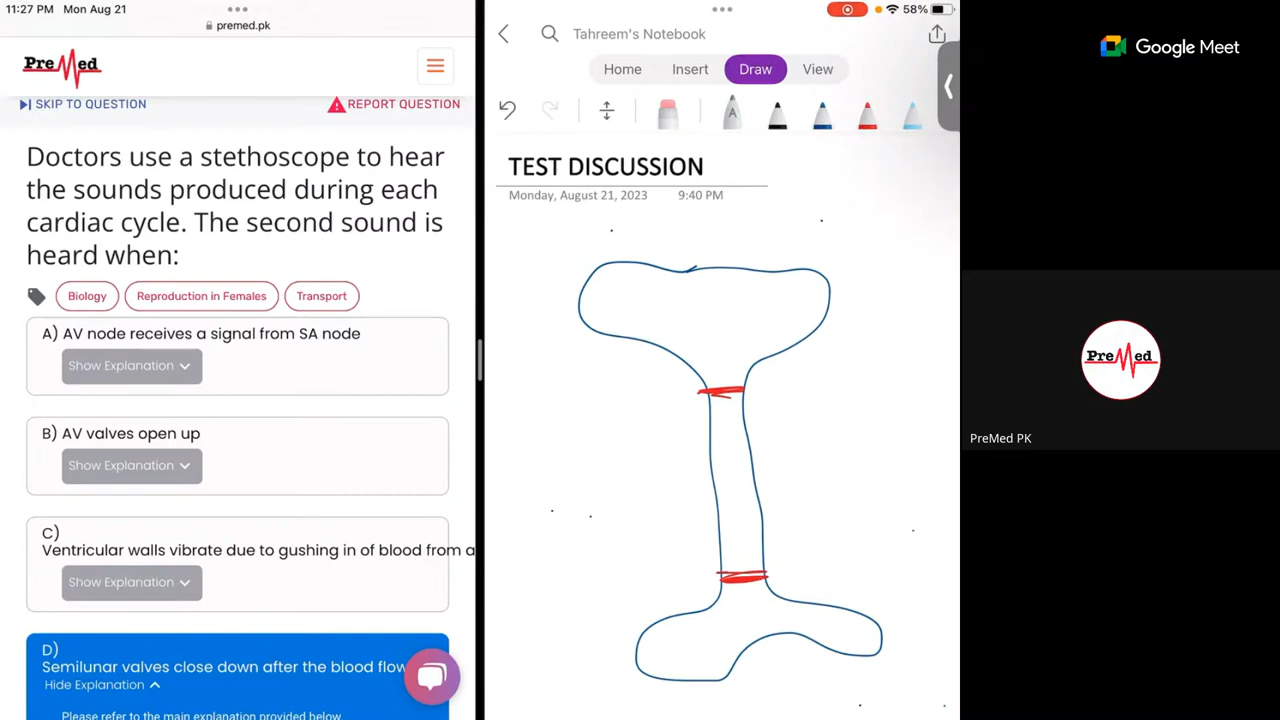 11:27 PM Mon Aug 21
premed.pk
PreMed
SKIP TO QUESTION
REPORT QUESTION
Doctors use a stethoscope to hear
the sounds produced during each
cardiac cycle. The second sound is
heard when:
Biology
Reproduction in Females
Transport
A) AV node receives a signal from SA node
Show Explanation
B) AV valves open up
Show Explanation
C)
Ventricular walls vibrate due to gushing in of blood from a
Show Explanation
D)
Semilunar valves close down after the blood flow
Hide Explanation
Please refer to the main explanation provided below.
58%
Tahreem's Notebook
Home
Insert
Draw
View
A
TEST DISCUSSION
Monday, August 21, 2023 9:40 PM
Google Meet
PreMed
PreMed PK